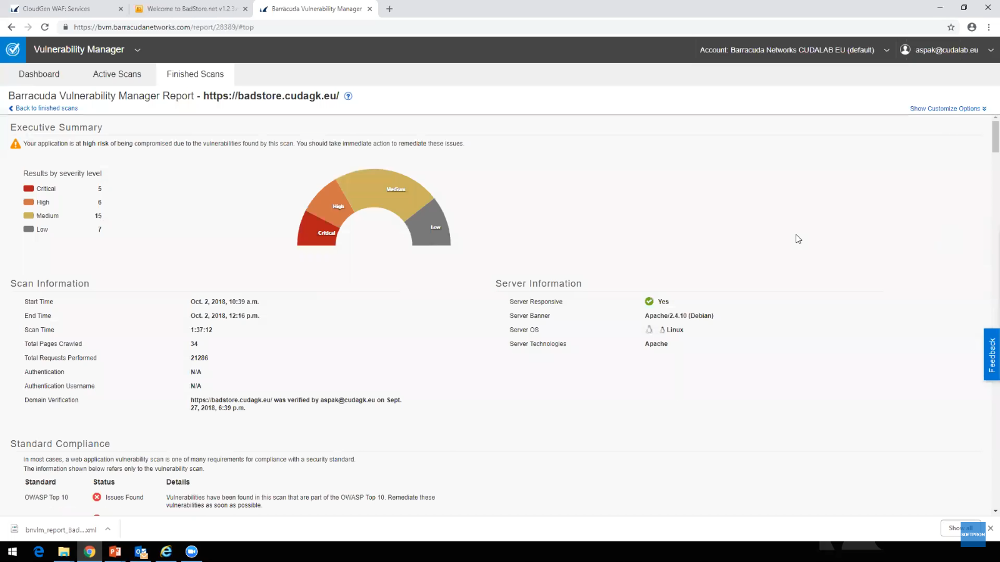 CloudGen WAF: Services
Welcome to BadStore.net v1.2.3
Barracuda Vulnerability Manager
https://bvm.barracudanetworks.com/report/28389/#top
Vulnerability Manager
Account: Barracuda Networks CUDALAB EU (default)
aspak@cudalab.eu
Dashboard Active Scans Finished Scans
Barracuda Vulnerability Manager Report - https://badstore.cudagk.eu/ ?
Back to finished scans
Show Customize Options
Executive Summary
Your application is at high risk of being compromised due to the vulnerabilities found by this scan. You should take immediate action to remediate these issues.
Results by severity level
Critical 5
High 6
Medium 15
Low 7
Medium
High
Low
Critical
Scan Information
Start Time Oct. 2, 2018, 10:39 a.m.
End Time Oct. 2, 2018, 12:16 p.m.
Scan Time 1:37:12
Total Pages Crawled 34
Total Requests Performed 21286
Authentication N/A
Authentication Username N/A
Domain Verification https://badstore.cudagk.eu/ was verified by aspak@cudagk.eu on Sept.
27, 2018, 6:39 p.m.
Server Information
Server Responsive Yes
Server Banner Apache/2.4.10 (Debian)
Server OS Linux
Server Technologies Apache
Feedback
Standard Compliance
In most cases, a web application vulnerability scan is one of many requirements for compliance with a security standard.
The information shown below refers only to the vulnerability scan.
Standard Status Details
OWASP Top 10 Issues Found Vulnerabilities have been found in this scan that are part of the OWASP Top 10. Remediate these
vulnerabilities as soon as possible.
bnvlm_report_Bad....xml
Show all
SOFTPROM